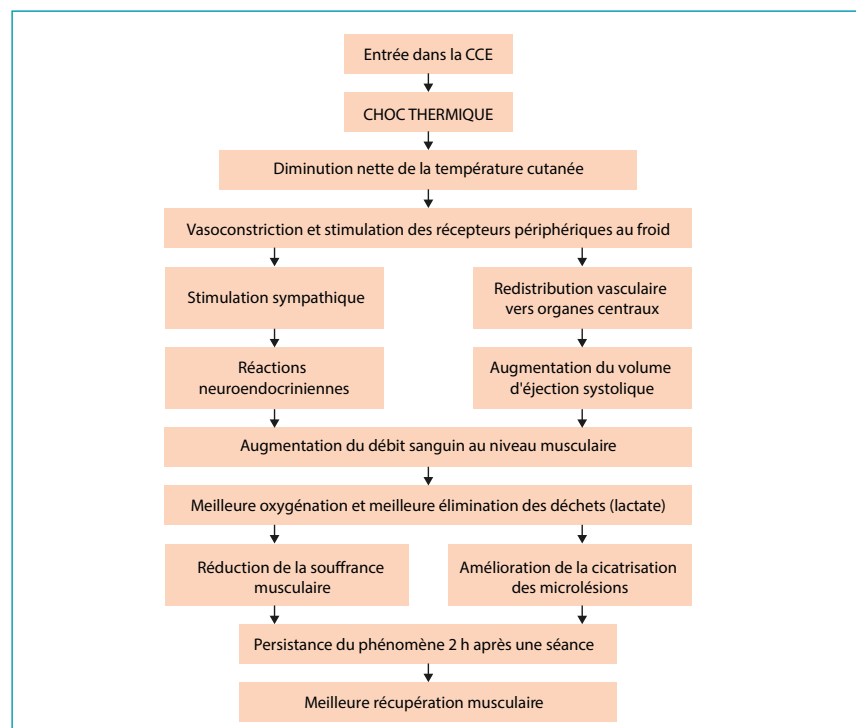 Entrée dans la CCE
CHOC THERMIQUE
Diminution nette de la température cutanée
Vasoconstriction et stimulation des récepteurs périphériques au froid
Stimulation sympathique
Redistribution vasculaire
vers organes centraux
Réactions
neuroendocriniennes
Augmentation du volume
d'éjection systolique
Augmentation du débit sanguin au niveau musculaire
Meilleure oxygénation et meilleure élimination des déchets (lactate)
Réduction de la souffrance
musculaire
Amélioration de la cicatrisation
des microlésions
Persistance du phénomène 2 h après une séance
Meilleure récupération musculaire